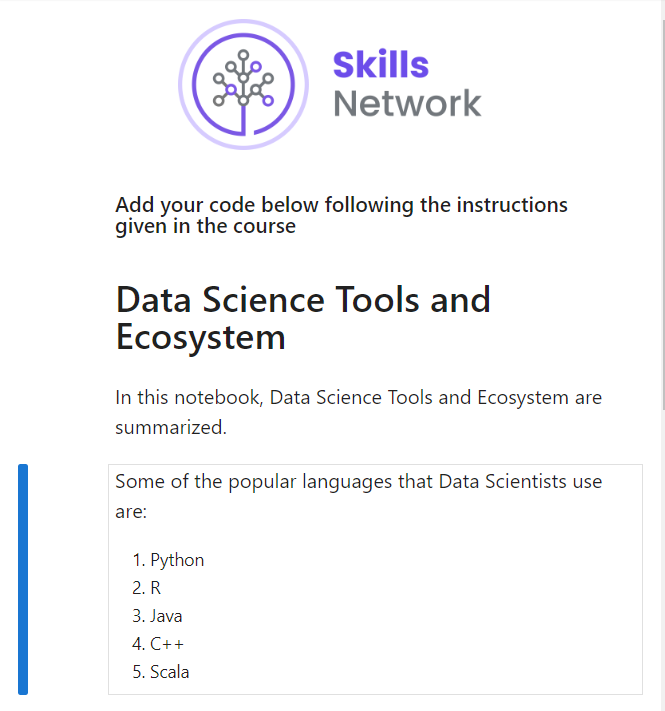 Skills
Network
Add your code below following the instructions
given in the course
Data Science Tools and
Ecosystem
In this notebook, Data Science Tools and Ecosystem are
summarized.
Some of the popular languages that Data Scientists use
are:
1. Python
2. R
3. Java
4. C++
5. Scala